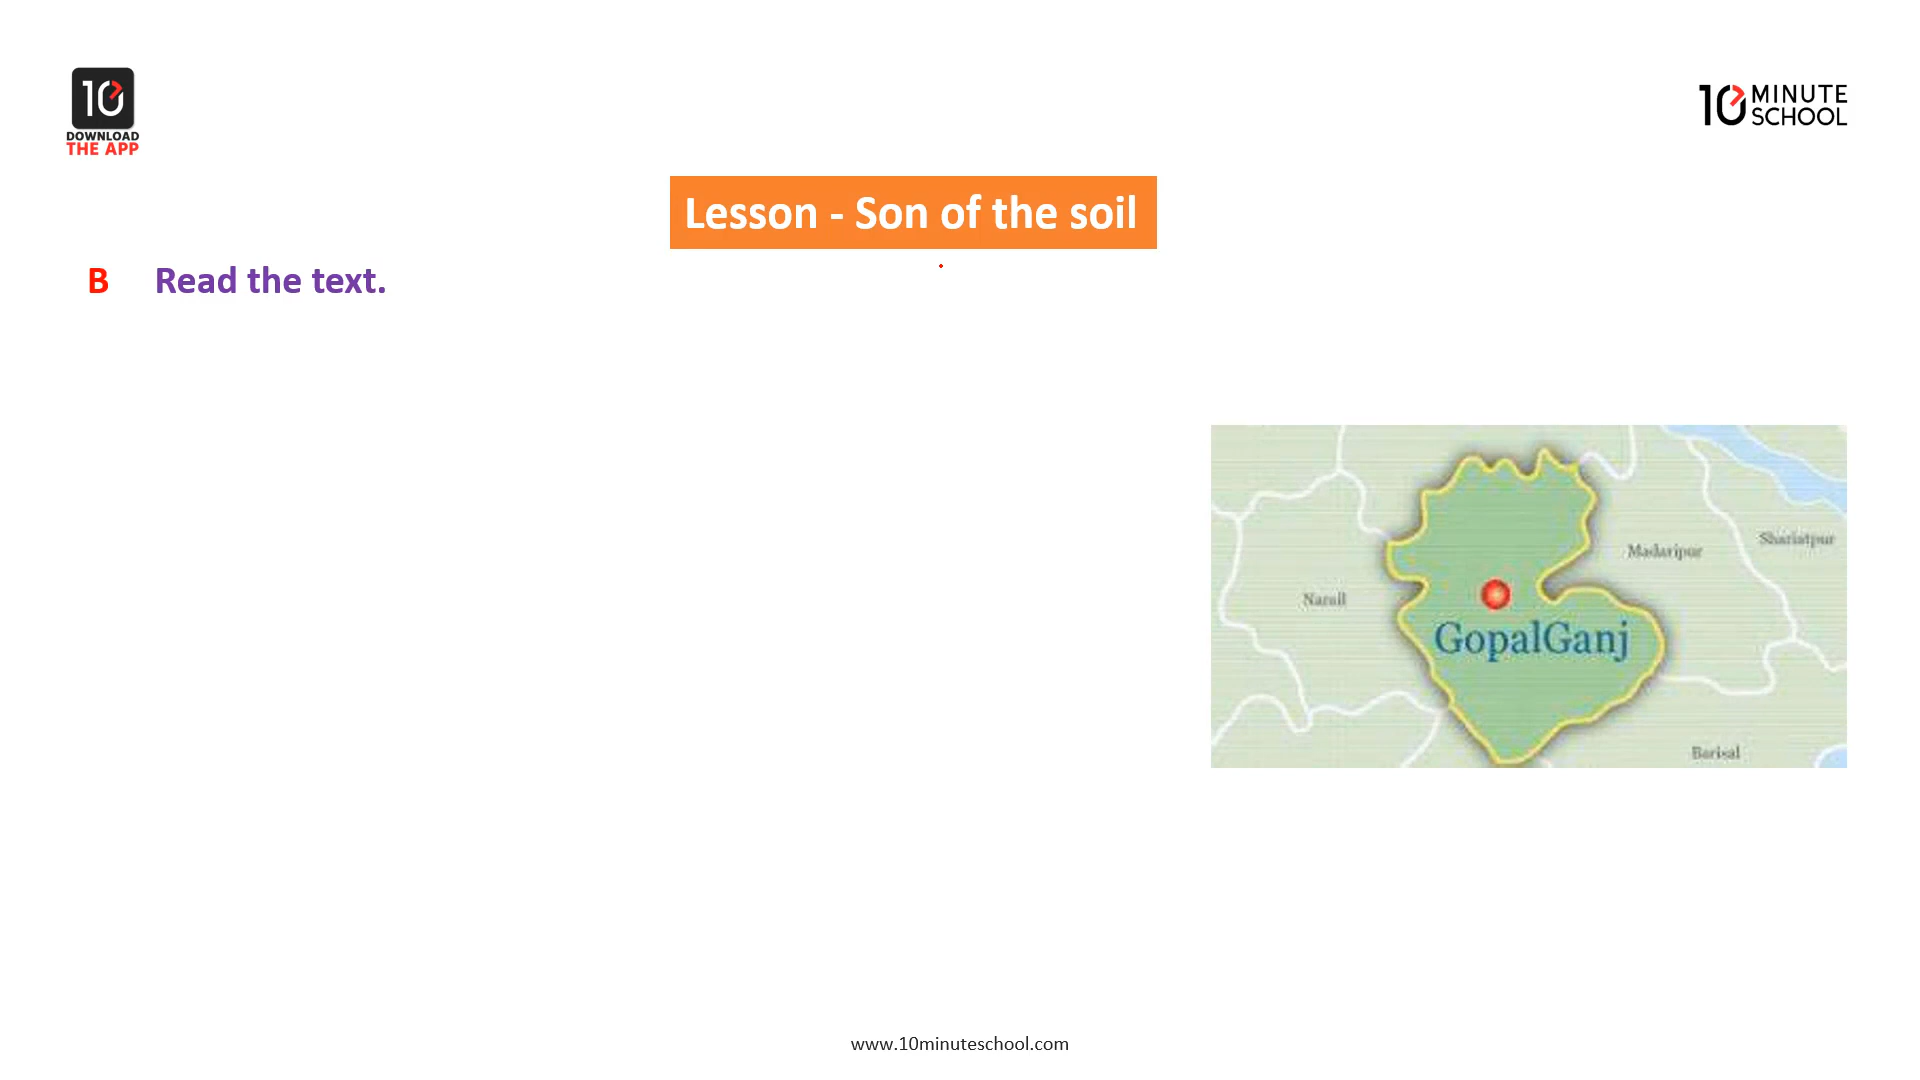 10
DOWNLOAD
THE APP
10 MINUTE
SCHOOL
Lesson - Son of the soil
B Read the text.
Shariatpur
Madaripur
Narail
GopalGanj
Barisal
www.10minuteschool.com